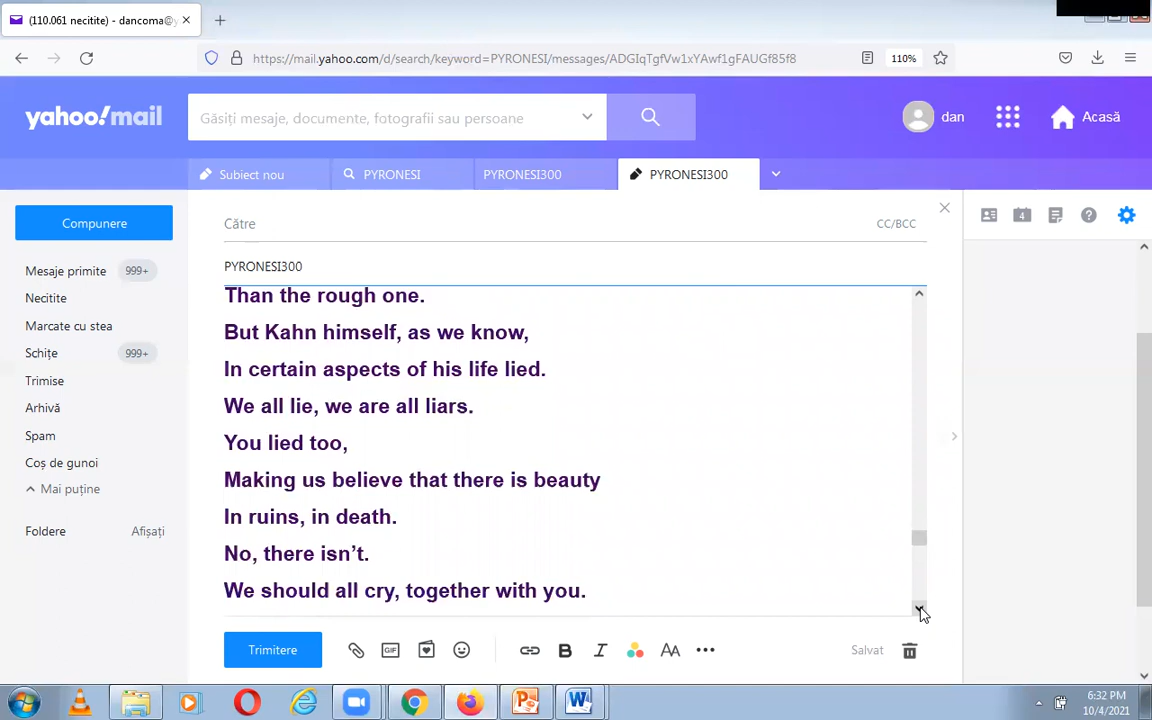 (110.061 necitite) - dancoma@y
https://mail.yahoo.com/d/search/keyword=PYRONESI/messages/ADGIqTgfVw1xYAwf1gFAUGf85f8
110%
yahoo!mail
Găsiți mesaje, documente, fotografii sau persoane
dan
Acasă
Subiect nou
PYRONESI
PYRONESI300
PYRONESI300
Compunere
Către
CC/BCC
4
PYRONESI300
Mesaje primite 999+
Necitite
Marcate cu stea
Schițe 999+
Trimise
Arhivă
Spam
Coș de gunoi
Mai puține
Foldere Afișați
Than the rough one.
But Kahn himself, as we know,
In certain aspects of his life lied.
We all lie, we are all liars.
You lied too,
Making us believe that there is beauty
In ruins, in death.
No, there isn’t.
We should all cry, together with you.
Trimitere
GIF
B
I
AA
Salvat
6:32 PM
10/4/2021